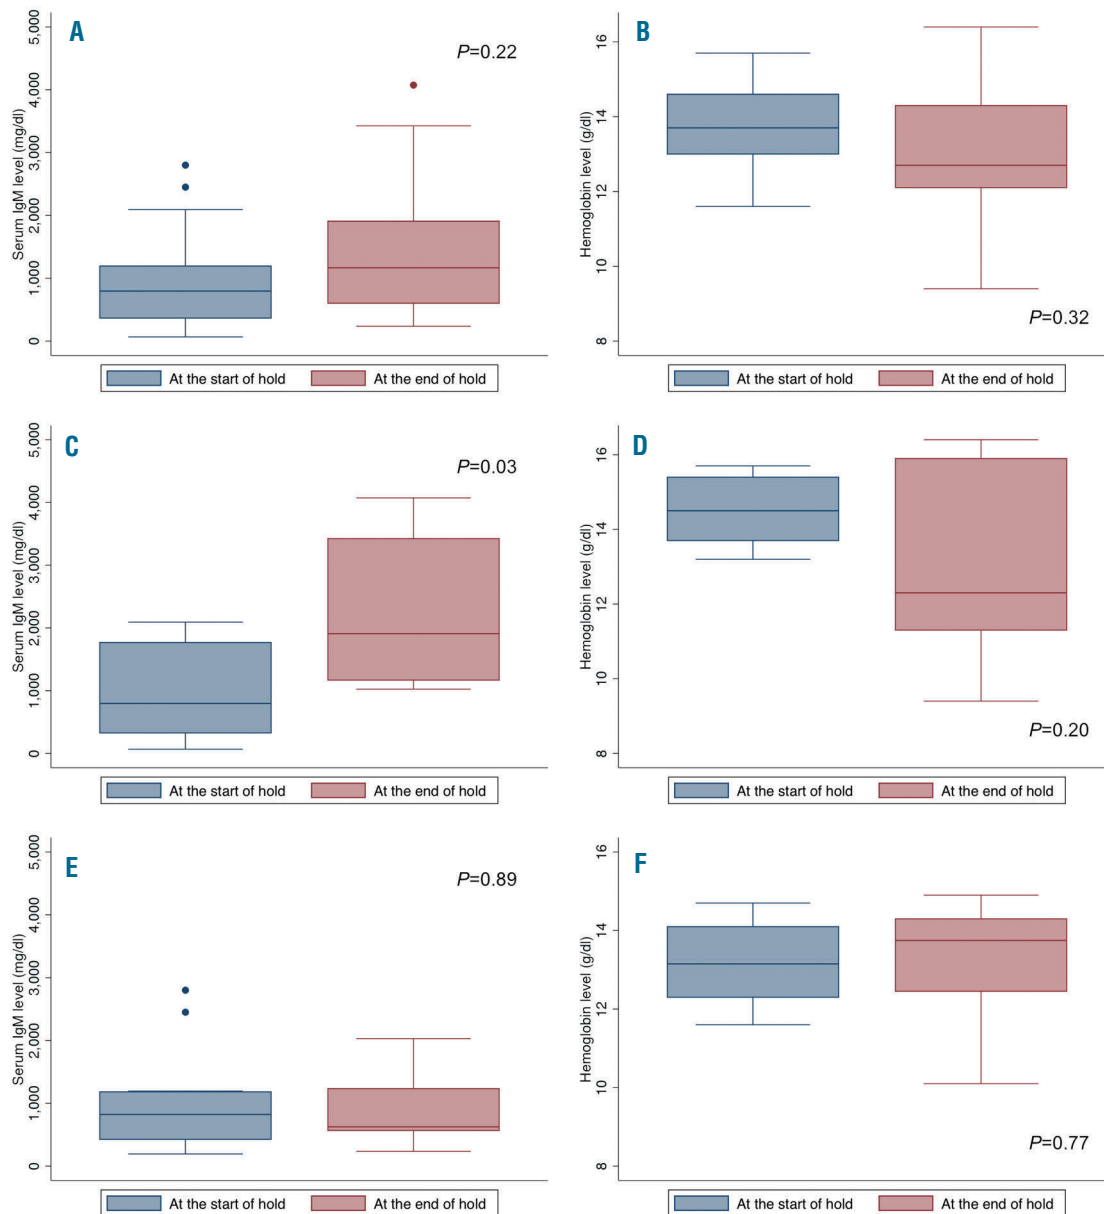 A
P=0.22
Serum IgM level (mg/dl)
5,000
4,000
3,000
2,000
1,000
0
At the start of hold At the end of hold
B
P=0.32
Hemoglobin level (g/dl)
16
14
12
10
8
At the start of hold At the end of hold
C
P=0.03
Serum IgM level (mg/dl)
5,000
4,000
3,000
2,000
1,000
0
At the start of hold At the end of hold
D
P=0.20
Hemoglobin level (g/dl)
16
14
12
10
8
At the start of hold At the end of hold
E
P=0.89
Serum IgM level (mg/dl)
5,000
4,000
3,000
2,000
1,000
0
At the start of hold At the end of hold
F
P=0.77
Hemoglobin level (g/dl)
16
14
12
10
8
At the start of hold At the end of hold